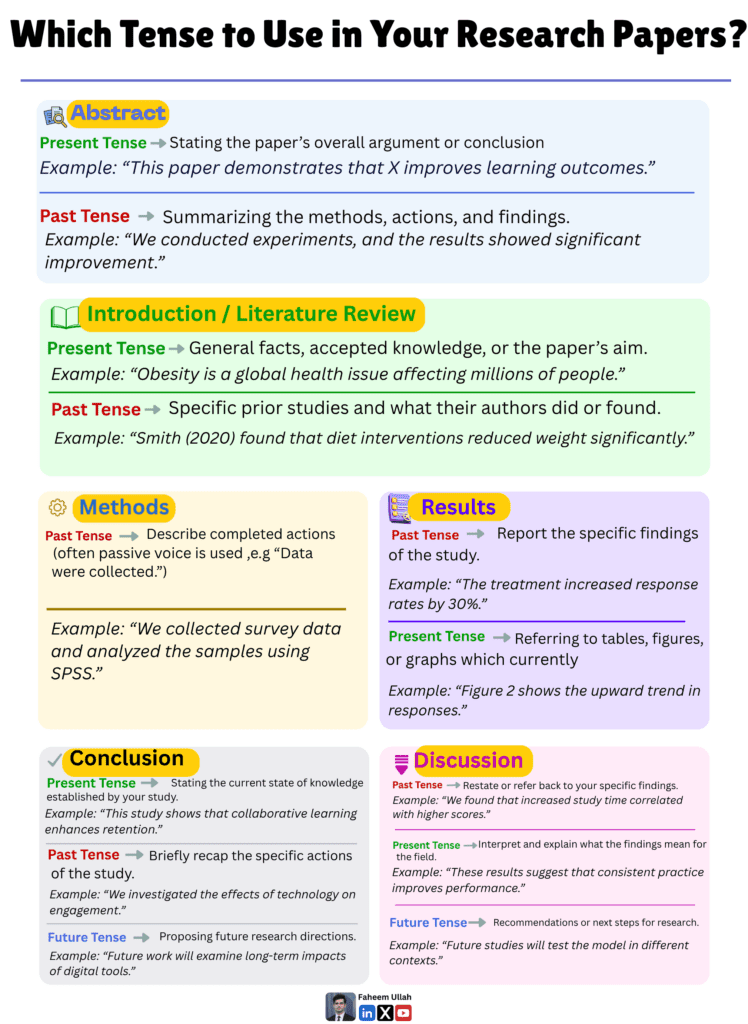 Which Tense to Use in Your Research Papers?
Abstract
Present Tense → Stating the paper's overall argument or conclusion
Example: “This paper demonstrates that X improves learning outcomes.”
Past Tense → Summarizing the methods, actions, and findings.
Example: “We conducted experiments, and the results showed significant
improvement.”
Introduction / Literature Review
Present Tense → General facts, accepted knowledge, or the paper's aim.
Example: “Obesity is a global health issue affecting millions of people.”
Past Tense → Specific prior studies and what their authors did or found.
Example: “Smith (2020) found that diet interventions reduced weight significantly.”
Methods
Past Tense → Describe completed actions
(often passive voice is used ,e.g “Data
were collected.”)
Example: “We collected survey data
and analyzed the samples using
SPSS.”
Results
Past Tense → Report the specific findings
of the study.
Example: “The treatment increased response
rates by 30%.”
Present Tense → Referring to tables, figures,
or graphs which currently
Example: “Figure 2 shows the upward trend in
responses.”
Conclusion
Present Tense → Stating the current state of knowledge
established by your study.
Example: “This study shows that collaborative learning
enhances retention.”
Past Tense → Briefly recap the specific actions
of the study.
Example: “We investigated the effects of technology on
engagement.”
Future Tense → Proposing future research directions.
Example: “Future work will examine long-term impacts
of digital tools.”
Discussion
Past Tense → Restate or refer back to your specific findings.
Example: “We found that increased study time correlated
with higher scores.”
Present Tense → Interpret and explain what the findings mean for
the field.
Example: “These results suggest that consistent practice
improves performance.”
Future Tense → Recommendations or next steps for research.
Example: “Future studies will test the model in different
contexts.”
Faheem Ullah
in X